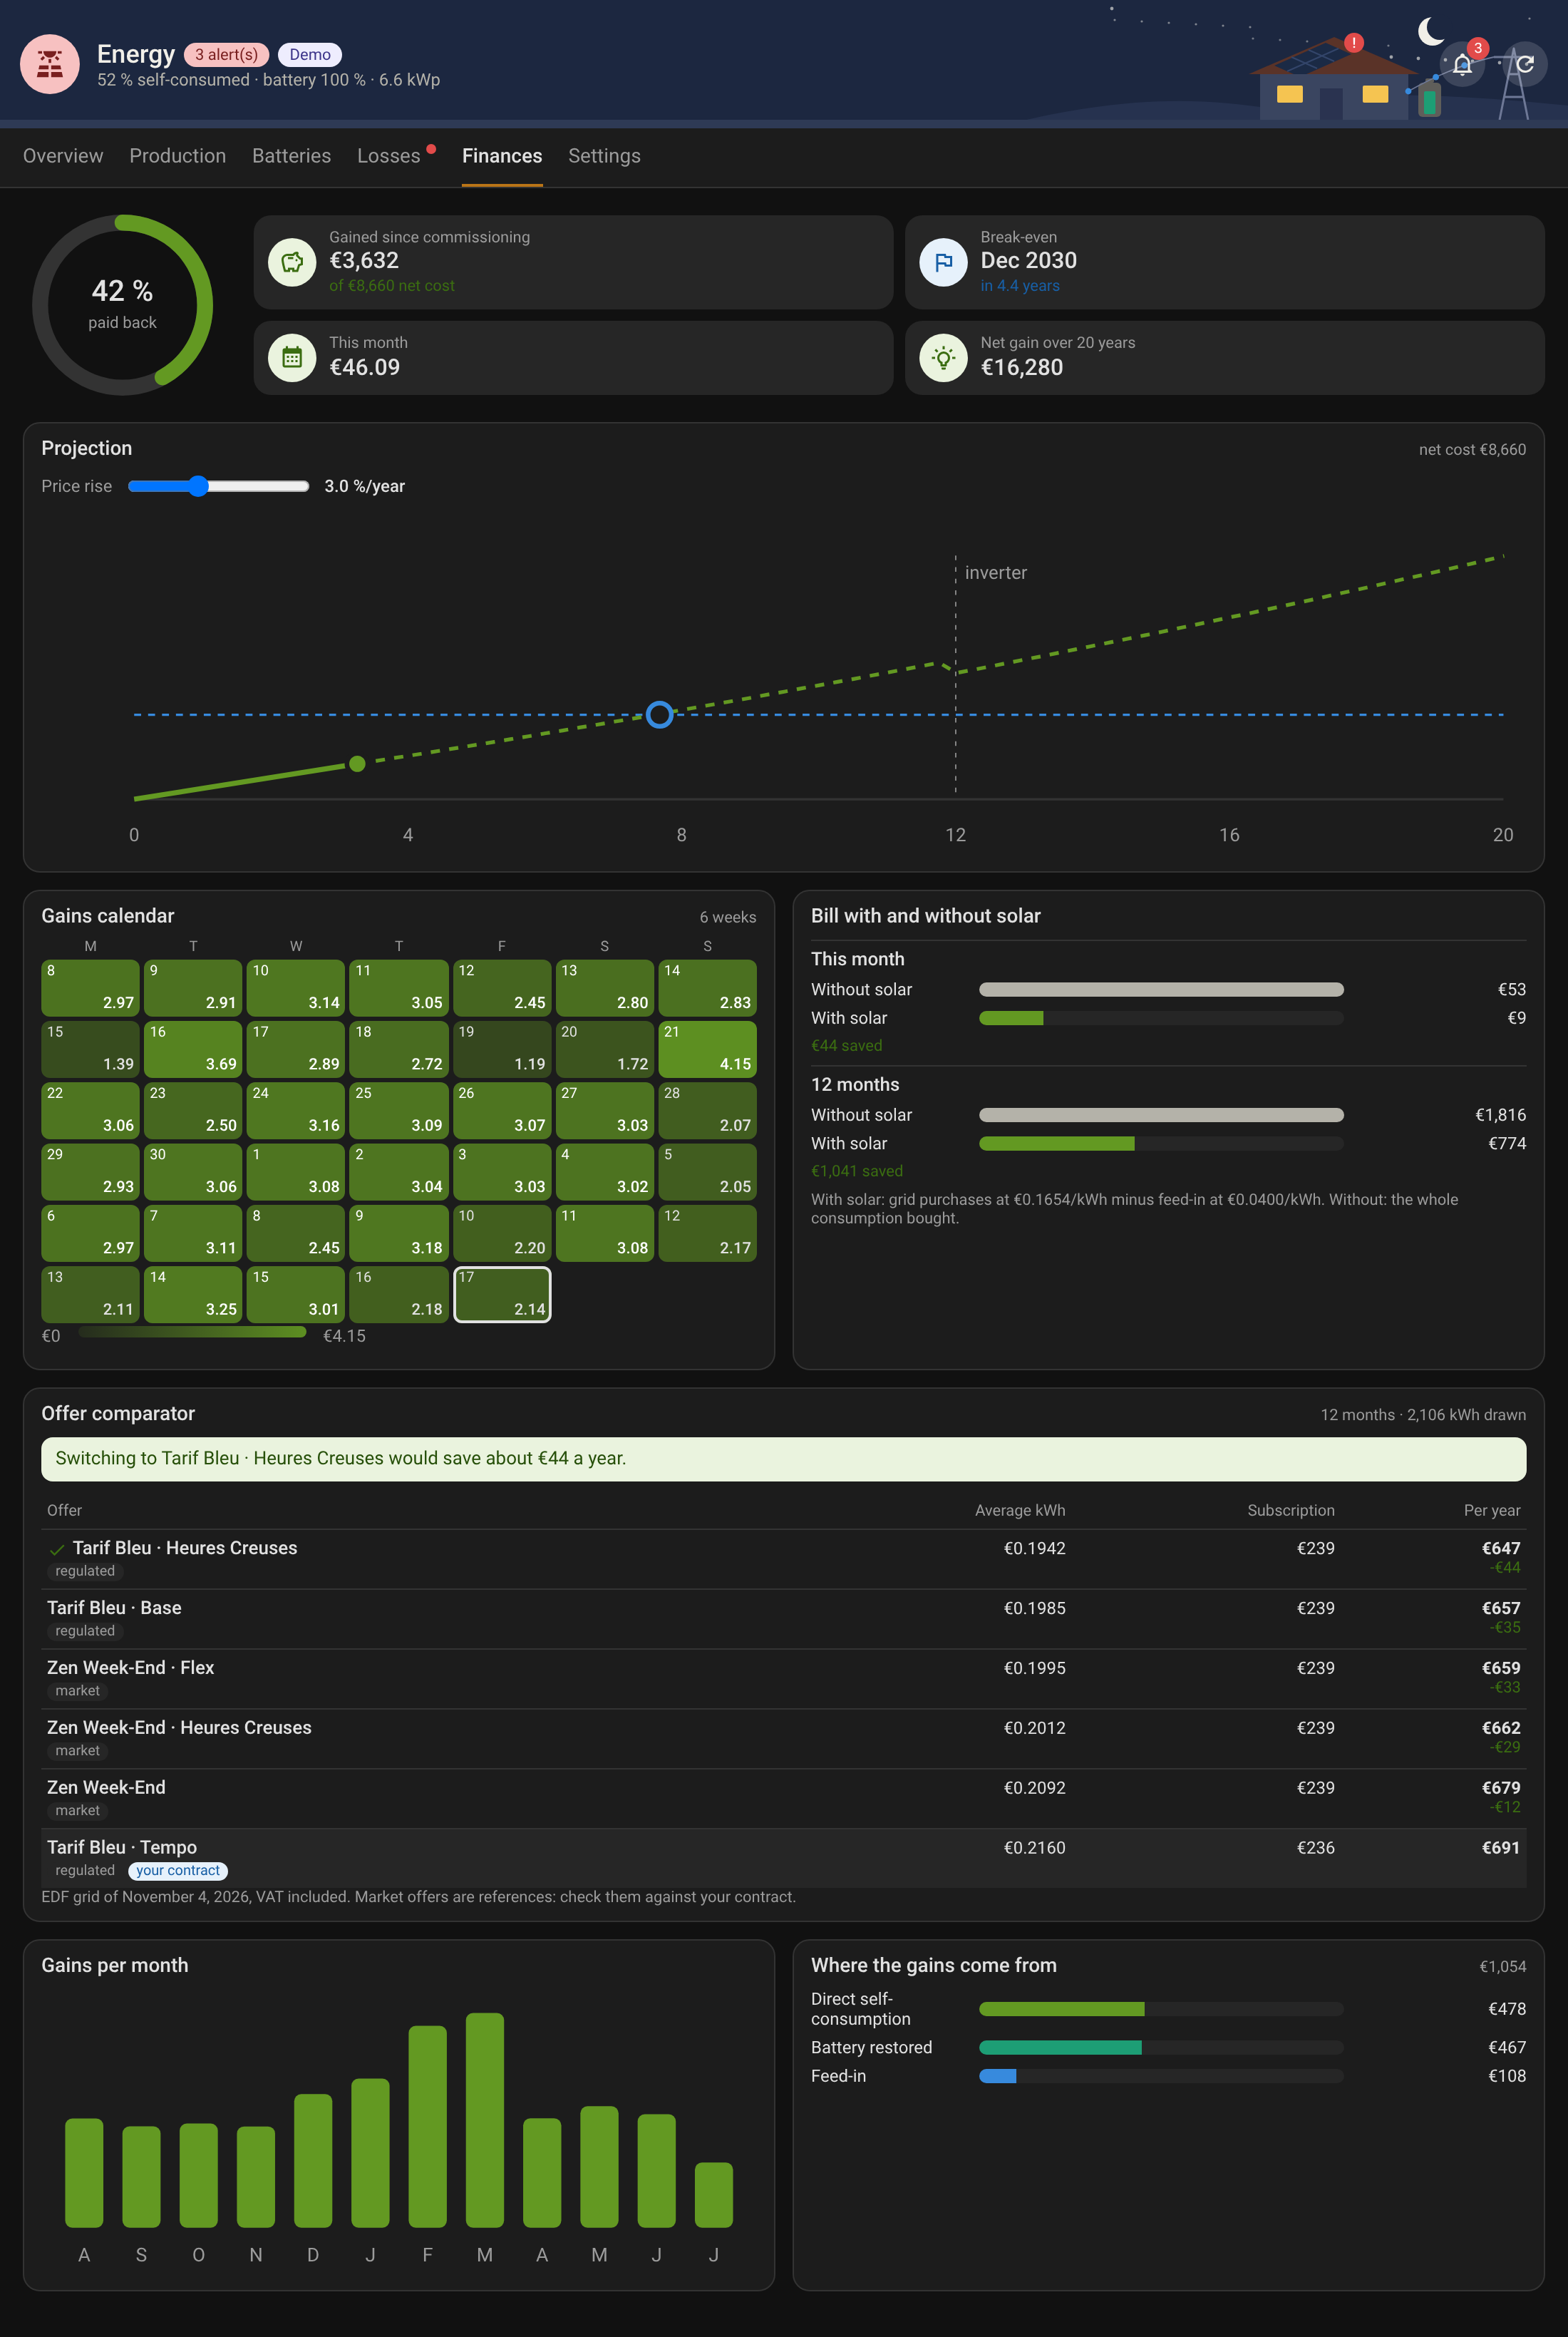 Energy 3 alert(s) Demo
52 % self-consumed · battery 100 % · 6.6 kWp
!
3
Overview Production Batteries Losses Finances Settings
42 %
paid back
Gained since commissioning
€3,632
of €8,660 net cost
Break-even
Dec 2030
in 4.4 years
This month
€46.09
Net gain over 20 years
€16,280
Projection
net cost €8,660
Price rise 3.0 %/year
inverter
0 4 8 12 16 20
Gains calendar
6 weeks
M T W T F S S
8 9 10 11 12 13 14
2.97 2.91 3.14 3.05 2.45 2.80 2.83
15 16 17 18 19 20 21
1.39 3.69 2.89 2.72 1.19 1.72 4.15
22 23 24 25 26 27 28
3.06 2.50 3.16 3.09 3.07 3.03 2.07
29 30 1 2 3 4 5
2.93 3.06 3.08 3.04 3.03 3.02 2.05
6 7 8 9 10 11 12
2.97 3.11 2.45 3.18 2.20 3.08 2.17
13 14 15 16 17
2.11 3.25 3.01 2.18 2.14
€0 €4.15
Bill with and without solar
This month
Without solar €53
With solar €9
€44 saved
12 months
Without solar €1,816
With solar €774
€1,041 saved
With solar: grid purchases at €0.1654/kWh minus feed-in at €0.0400/kWh. Without: the whole
consumption bought.
Offer comparator
12 months · 2,106 kWh drawn
Switching to Tarif Bleu · Heures Creuses would save about €44 a year.
Offer Average kWh Subscription Per year
Tarif Bleu · Heures Creuses €0.1942 €239 €647
regulated -€44
Tarif Bleu · Base €0.1985 €239 €657
regulated -€35
Zen Week-End · Flex €0.1995 €239 €659
market -€33
Zen Week-End · Heures Creuses €0.2012 €239 €662
market -€29
Zen Week-End €0.2092 €239 €679
market -€12
Tarif Bleu · Tempo €0.2160 €236 €691
regulated your contract
EDF grid of November 4, 2026, VAT included. Market offers are references: check them against your contract.
Gains per month
A S O N D J F M A M J J
Where the gains come from
€1,054
Direct self-
consumption €478
Battery restored €467
Feed-in €108